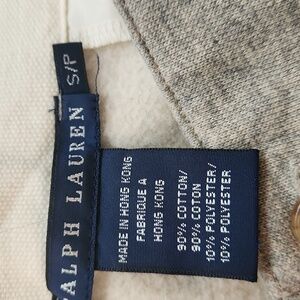 S/P
RALPH LAUREN
MADE IN HONG KONG
FABRIQUE A
HONG KONG
90% COTTON/
90% COTON
10% POLYESTER/
10% POLYESTER